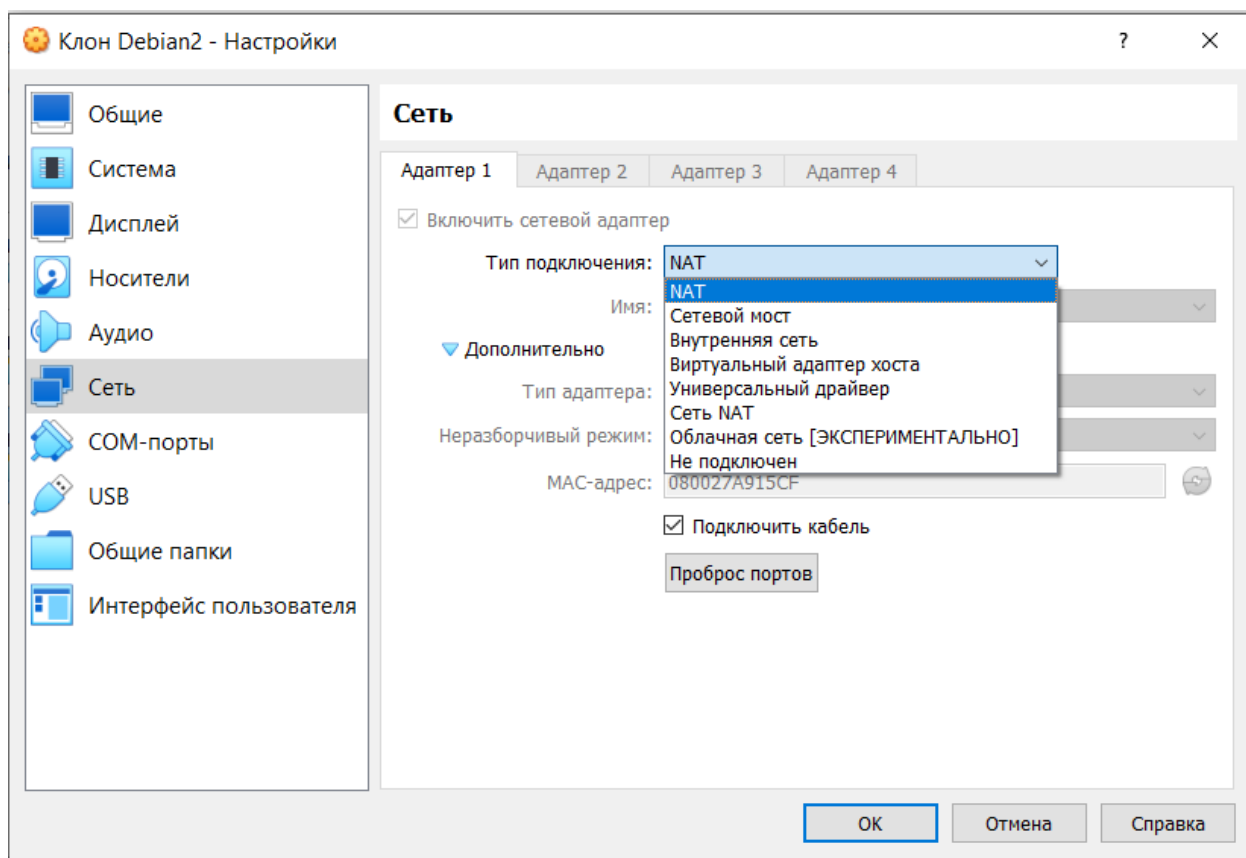 Клон Debian2 - Настройки
?
Общие
Система
Дисплей
Носители
Аудио
Сеть
COM-порты
USB
Общие папки
Интерфейс пользователя
Сеть
Адаптер 1 Адаптер 2 Адаптер 3 Адаптер 4
Включить сетевой адаптер
Тип подключения: NAT
NAT
Имя:
Сетевой мост
Внутренняя сеть
Дополнительно
Виртуальный адаптер хоста
Тип адаптера:
Универсальный драйвер
Сеть NAT
Неразборчивый режим:
Облачная сеть [ЭКСПЕРИМЕНТАЛЬНО]
Не подключен
MAC-адрес: 080027A915CF
Подключить кабель
Проброс портов
ОК Отмена Справка